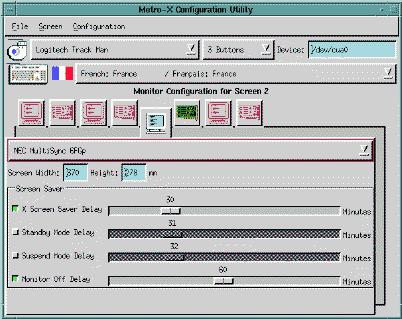 Metro-X Configuration Utility
File Screen Configuration
Logitech Track Man 3 Buttons Device: /dev/cua0
French: France / Français: France
Monitor Configuration for Screen 2
NEC MultiSync 6FGp
Screen Width: 370 Height: 278 mm
Screen Saver
30
X Screen Saver Delay Minutes
31
Standby Mode Delay Minutes
32
Suspend Mode Delay Minutes
60
Monitor Off Delay Minutes